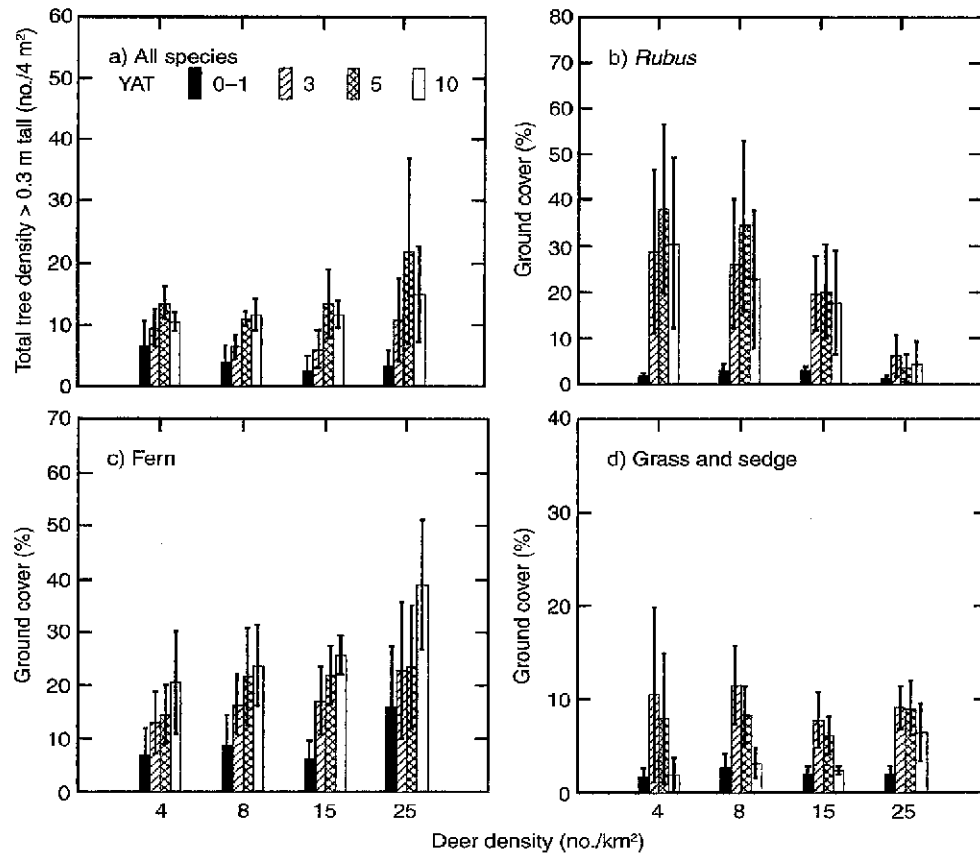 60
50
40
30
20
10
0
Total tree density > 0.3 m tall (no./4 m²)
a) All species
YAT 0–1 3 5 10
80
70
60
50
40
30
20
10
0
Ground cover (%)
b) Rubus
70
60
50
40
30
20
10
0
Ground cover (%)
c) Fern
4 8 15 25
40
30
20
10
0
Ground cover (%)
d) Grass and sedge
4 8 15 25
Deer density (no./km²)